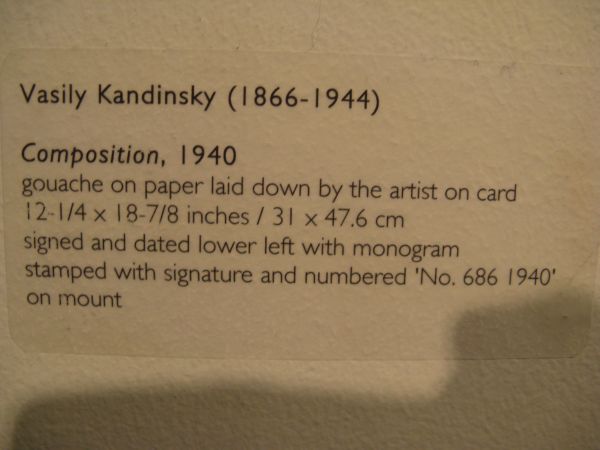 Vasily Kandinsky (1866-1944)
Composition, 1940
gouache on paper laid down by the artist on card
12-1/4 x 18-7/8 inches / 31 x 47.6 cm
signed and dated lower left with monogram
stamped with signature and numbered 'No. 686 1940'
on mount